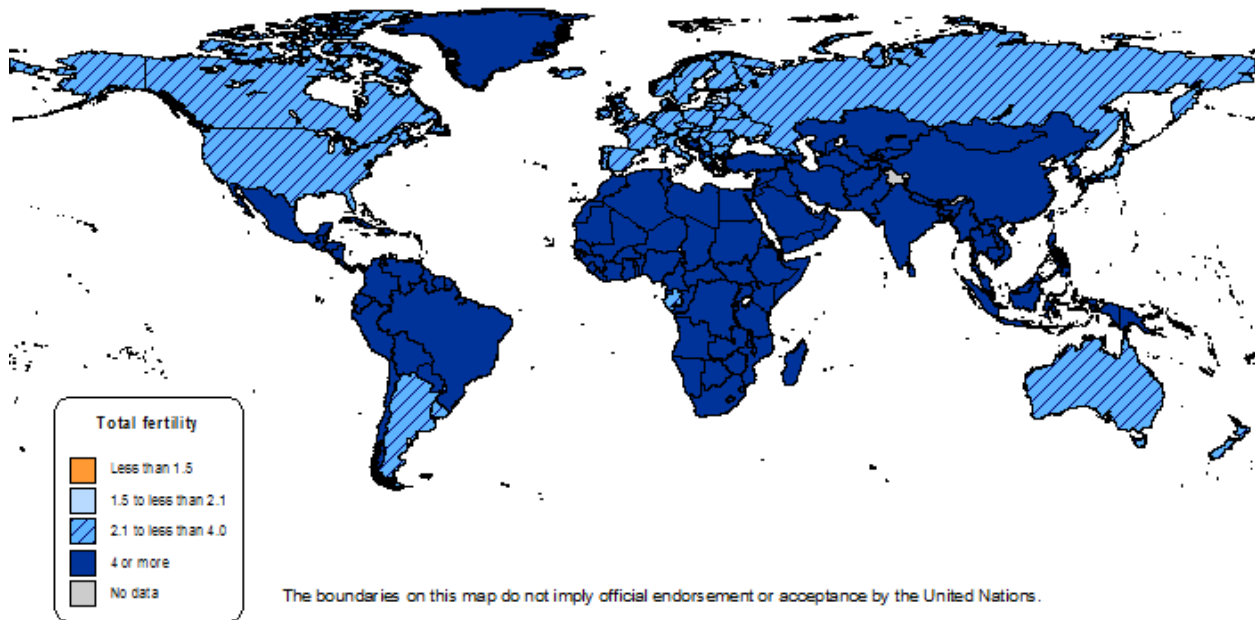 Total fertility
Less than 1.5
1.5 to less than 2.1
2.1 to less than 4.0
4 or more
No data
The boundaries on this map do not imply official endorsement or acceptance by the United Nations.